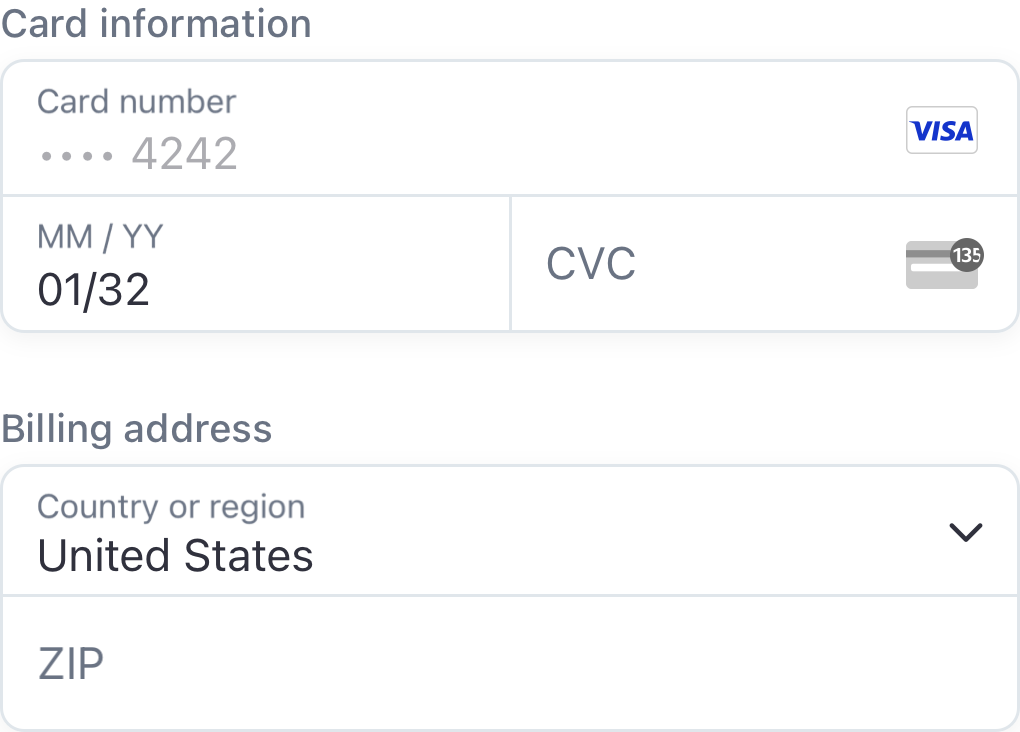 Card information
Card number
•••• 4242
VISA
MM / YY
01/32
CVC
135
Billing address
Country or region
United States
ZIP